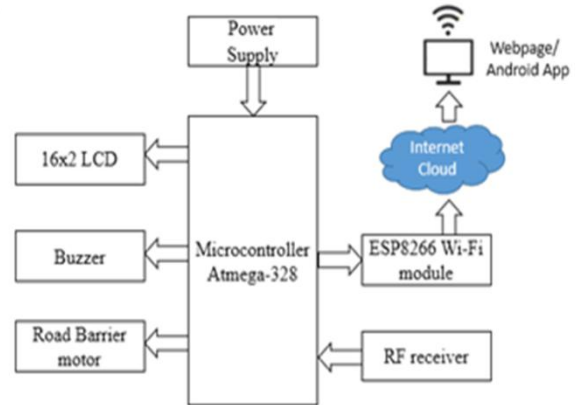 Power
Supply
Webpage/
Android App
16x2 LCD
Internet
Cloud
Buzzer
Microcontroller
Atmega-328
ESP8266 Wi-Fi
module
Road Barrier
motor
RF receiver